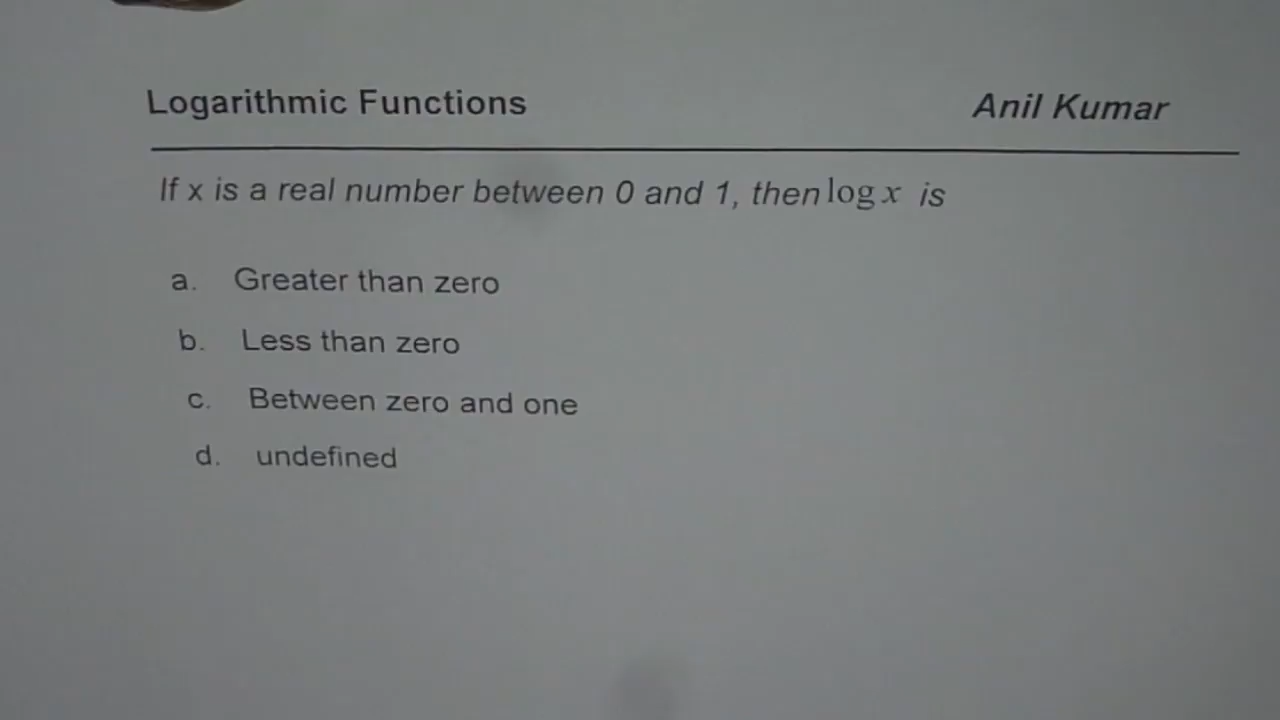 Logarithmic Functions Anil Kumar
If x is a real number between 0 and 1, then log x is
a. Greater than zero
b. Less than zero
c. Between zero and one
d. undefined